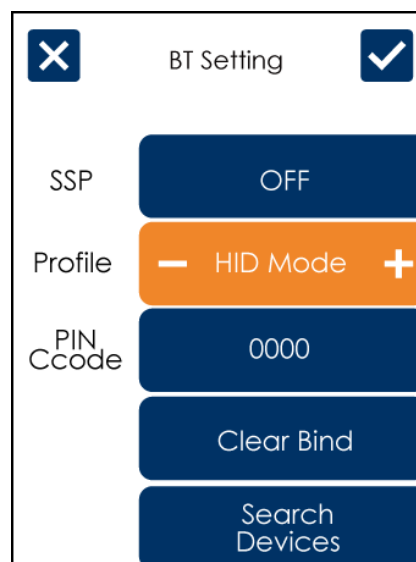 BT Setting
SSP
OFF
Profile
− HID Mode +
PIN
Ccode
0000
Clear Bind
Search
Devices